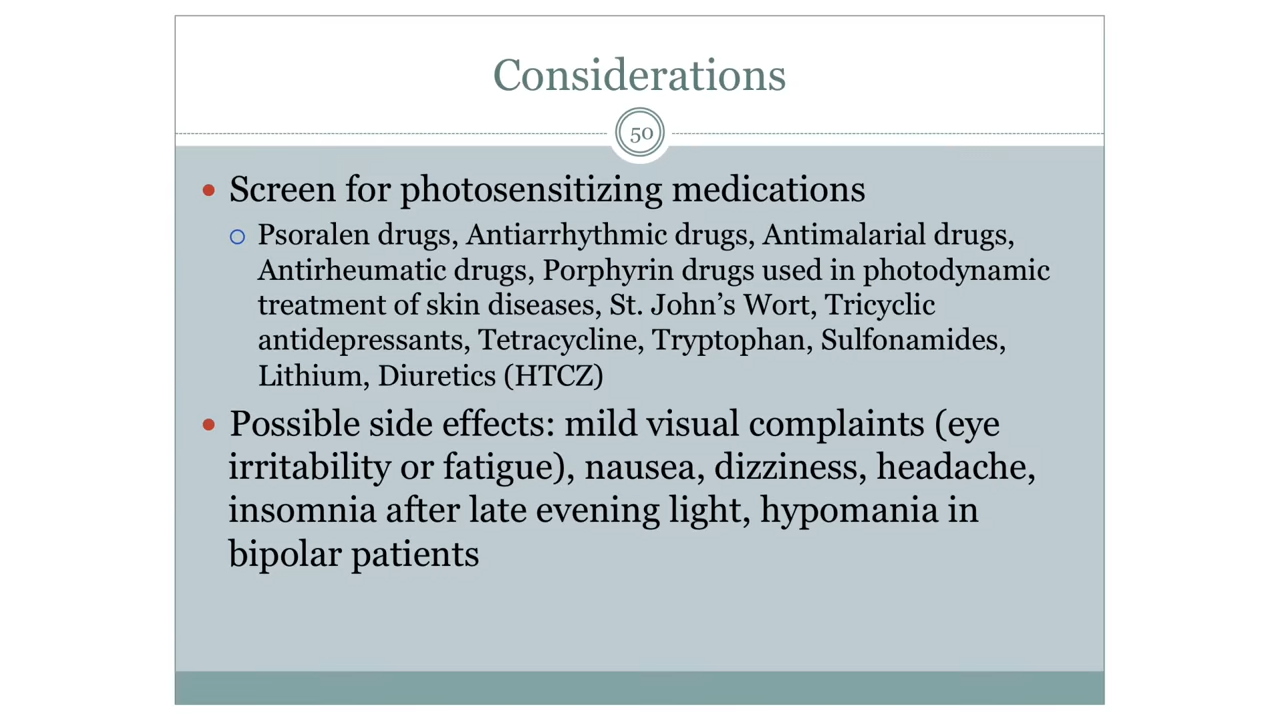 Considerations
50
Screen for photosensitizing medications
Psoralen drugs, Antiarrhythmic drugs, Antimalarial drugs,
Antirheumatic drugs, Porphyrin drugs used in photodynamic
treatment of skin diseases, St. John’s Wort, Tricyclic
antidepressants, Tetracycline, Tryptophan, Sulfonamides,
Lithium, Diuretics (HTCZ)
Possible side effects: mild visual complaints (eye
irritability or fatigue), nausea, dizziness, headache,
insomnia after late evening light, hypomania in
bipolar patients